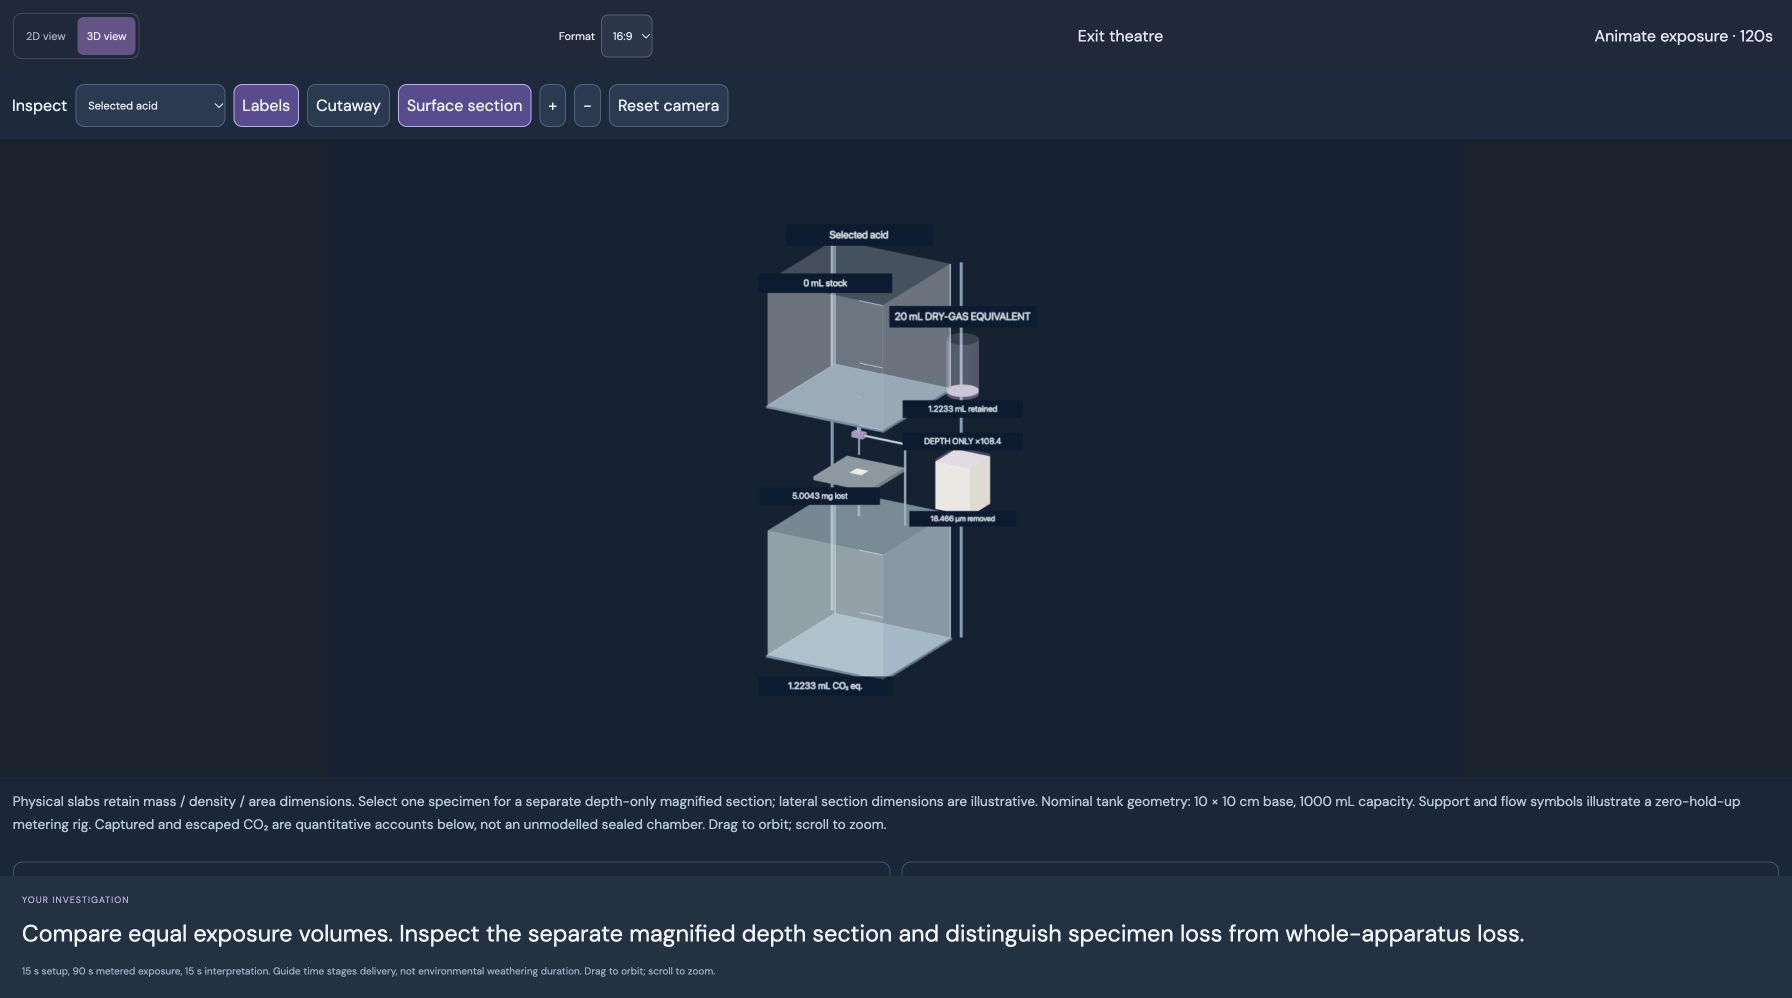 2D view
3D view
Format
16:9
Exit theatre
Animate exposure · 120s
Inspect
Selected acid
Labels
Cutaway
Surface section
+
−
Reset camera
Selected acid
0 mL stock
20 mL DRY-GAS EQUIVALENT
1.2233 mL retained
DEPTH ONLY ×108.4
5.0043 mg lost
18.466 µm removed
1.2233 mL CO₂ eq.
Physical slabs retain mass / density / area dimensions. Select one specimen for a separate depth-only magnified section; lateral section dimensions are illustrative. Nominal tank geometry: 10 × 10 cm base, 1000 mL capacity. Support and flow symbols illustrate a zero-hold-up
metering rig. Captured and escaped CO₂ are quantitative accounts below, not an unmodelled sealed chamber. Drag to orbit; scroll to zoom.
YOUR INVESTIGATION
Compare equal exposure volumes. Inspect the separate magnified depth section and distinguish specimen loss from whole-apparatus loss.
15 s setup, 90 s metered exposure, 15 s interpretation. Guide time stages delivery, not environmental weathering duration. Drag to orbit; scroll to zoom.